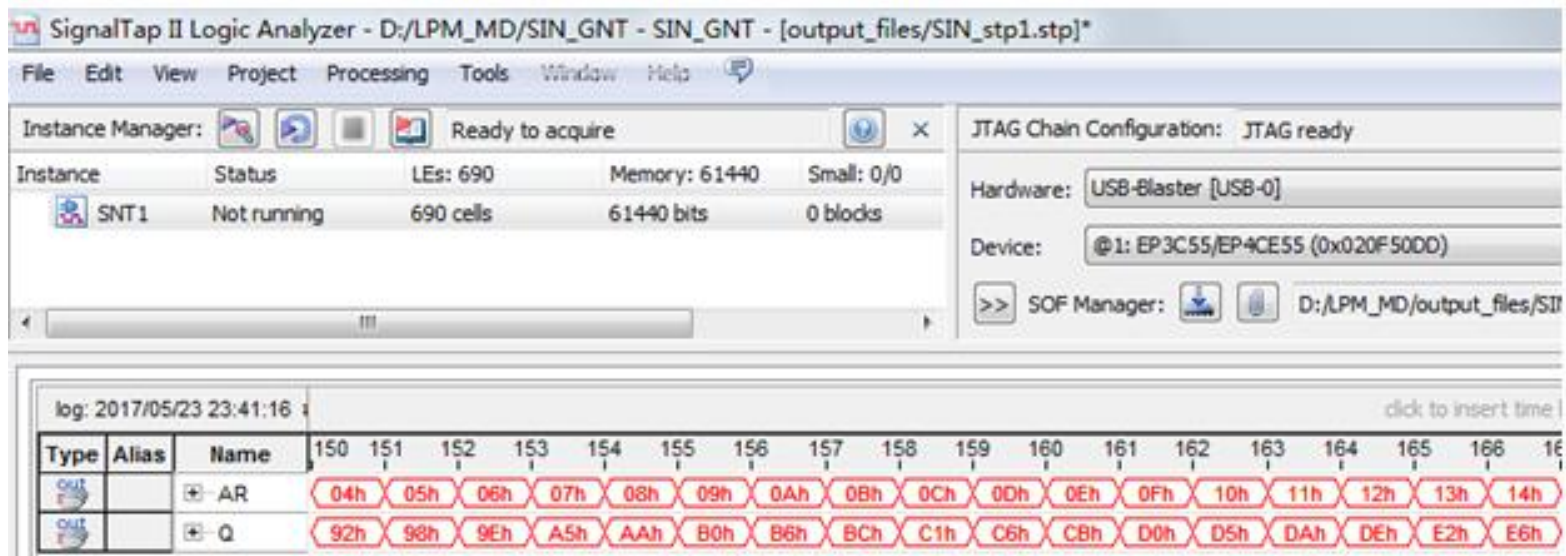 SignalTap II Logic Analyzer - D:/LPM_MD/SIN_GNT - SIN_GNT - [output_files/SIN_stp1.stp]*
File Edit View Project Processing Tools Window Help
Instance Manager: Ready to acquire
Instance Status LEs: 690 Memory: 61440 Small: 0/0
SNT1 Not running 690 cells 61440 bits 0 blocks
JTAG Chain Configuration: JTAG ready
Hardware: USB-Blaster [USB-0]
Device: @1: EP3C55/EP4CE55 (0x020F50DD)
>> SOF Manager: D:/LPM_MD/output_files/SI
log: 2017/05/23 23:41:16 click to insert time
Type Alias Name 150 151 152 153 154 155 156 157 158 159 160 161 162 163 164 165 166 16
out AR 04h 05h 06h 07h 08h 09h 0Ah 0Bh 0Ch 0Dh 0Eh 0Fh 10h 11h 12h 13h 14h
out Q 92h 98h 9Eh A5h AAh B0h B6h BCh C1h C6h CBh D0h D5h DAh DEh E2h E6h